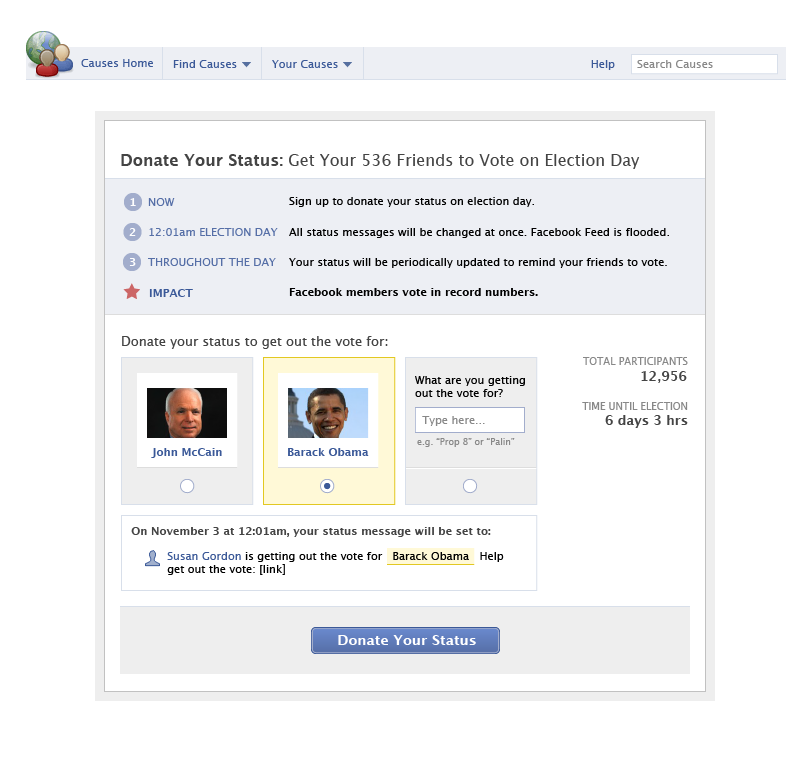 Causes Home Find Causes Your Causes Help Search Causes
Donate Your Status: Get Your 536 Friends to Vote on Election Day
1 NOW Sign up to donate your status on election day.
2 12:01am ELECTION DAY All status messages will be changed at once. Facebook Feed is flooded.
3 THROUGHOUT THE DAY Your status will be periodically updated to remind your friends to vote.
IMPACT Facebook members vote in record numbers.
Donate your status to get out the vote for:
John McCain
Barack Obama
What are you getting
out the vote for?
Type here...
e.g. “Prop 8” or “Palin”
TOTAL PARTICIPANTS
12,956
TIME UNTIL ELECTION
6 days 3 hrs
On November 3 at 12:01am, your status message will be set to:
Susan Gordon is getting out the vote for Barack Obama Help
get out the vote: [link]
Donate Your Status